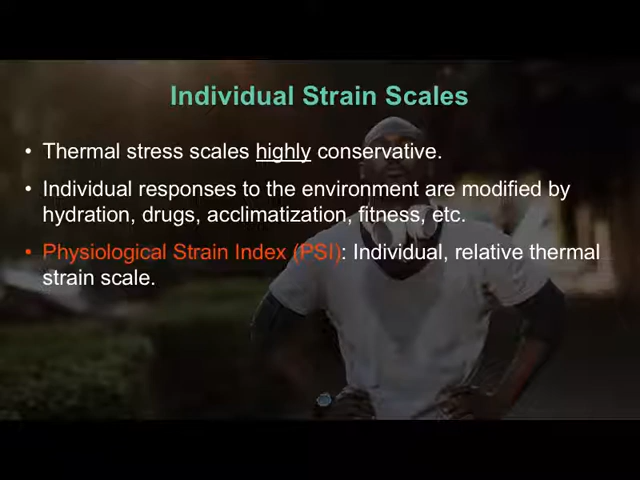 Individual Strain Scales
• Thermal stress scales highly conservative.
• Individual responses to the environment are modified by
hydration, drugs, acclimatization, fitness, etc.
• Physiological Strain Index (PSI): Individual, relative thermal
strain scale.